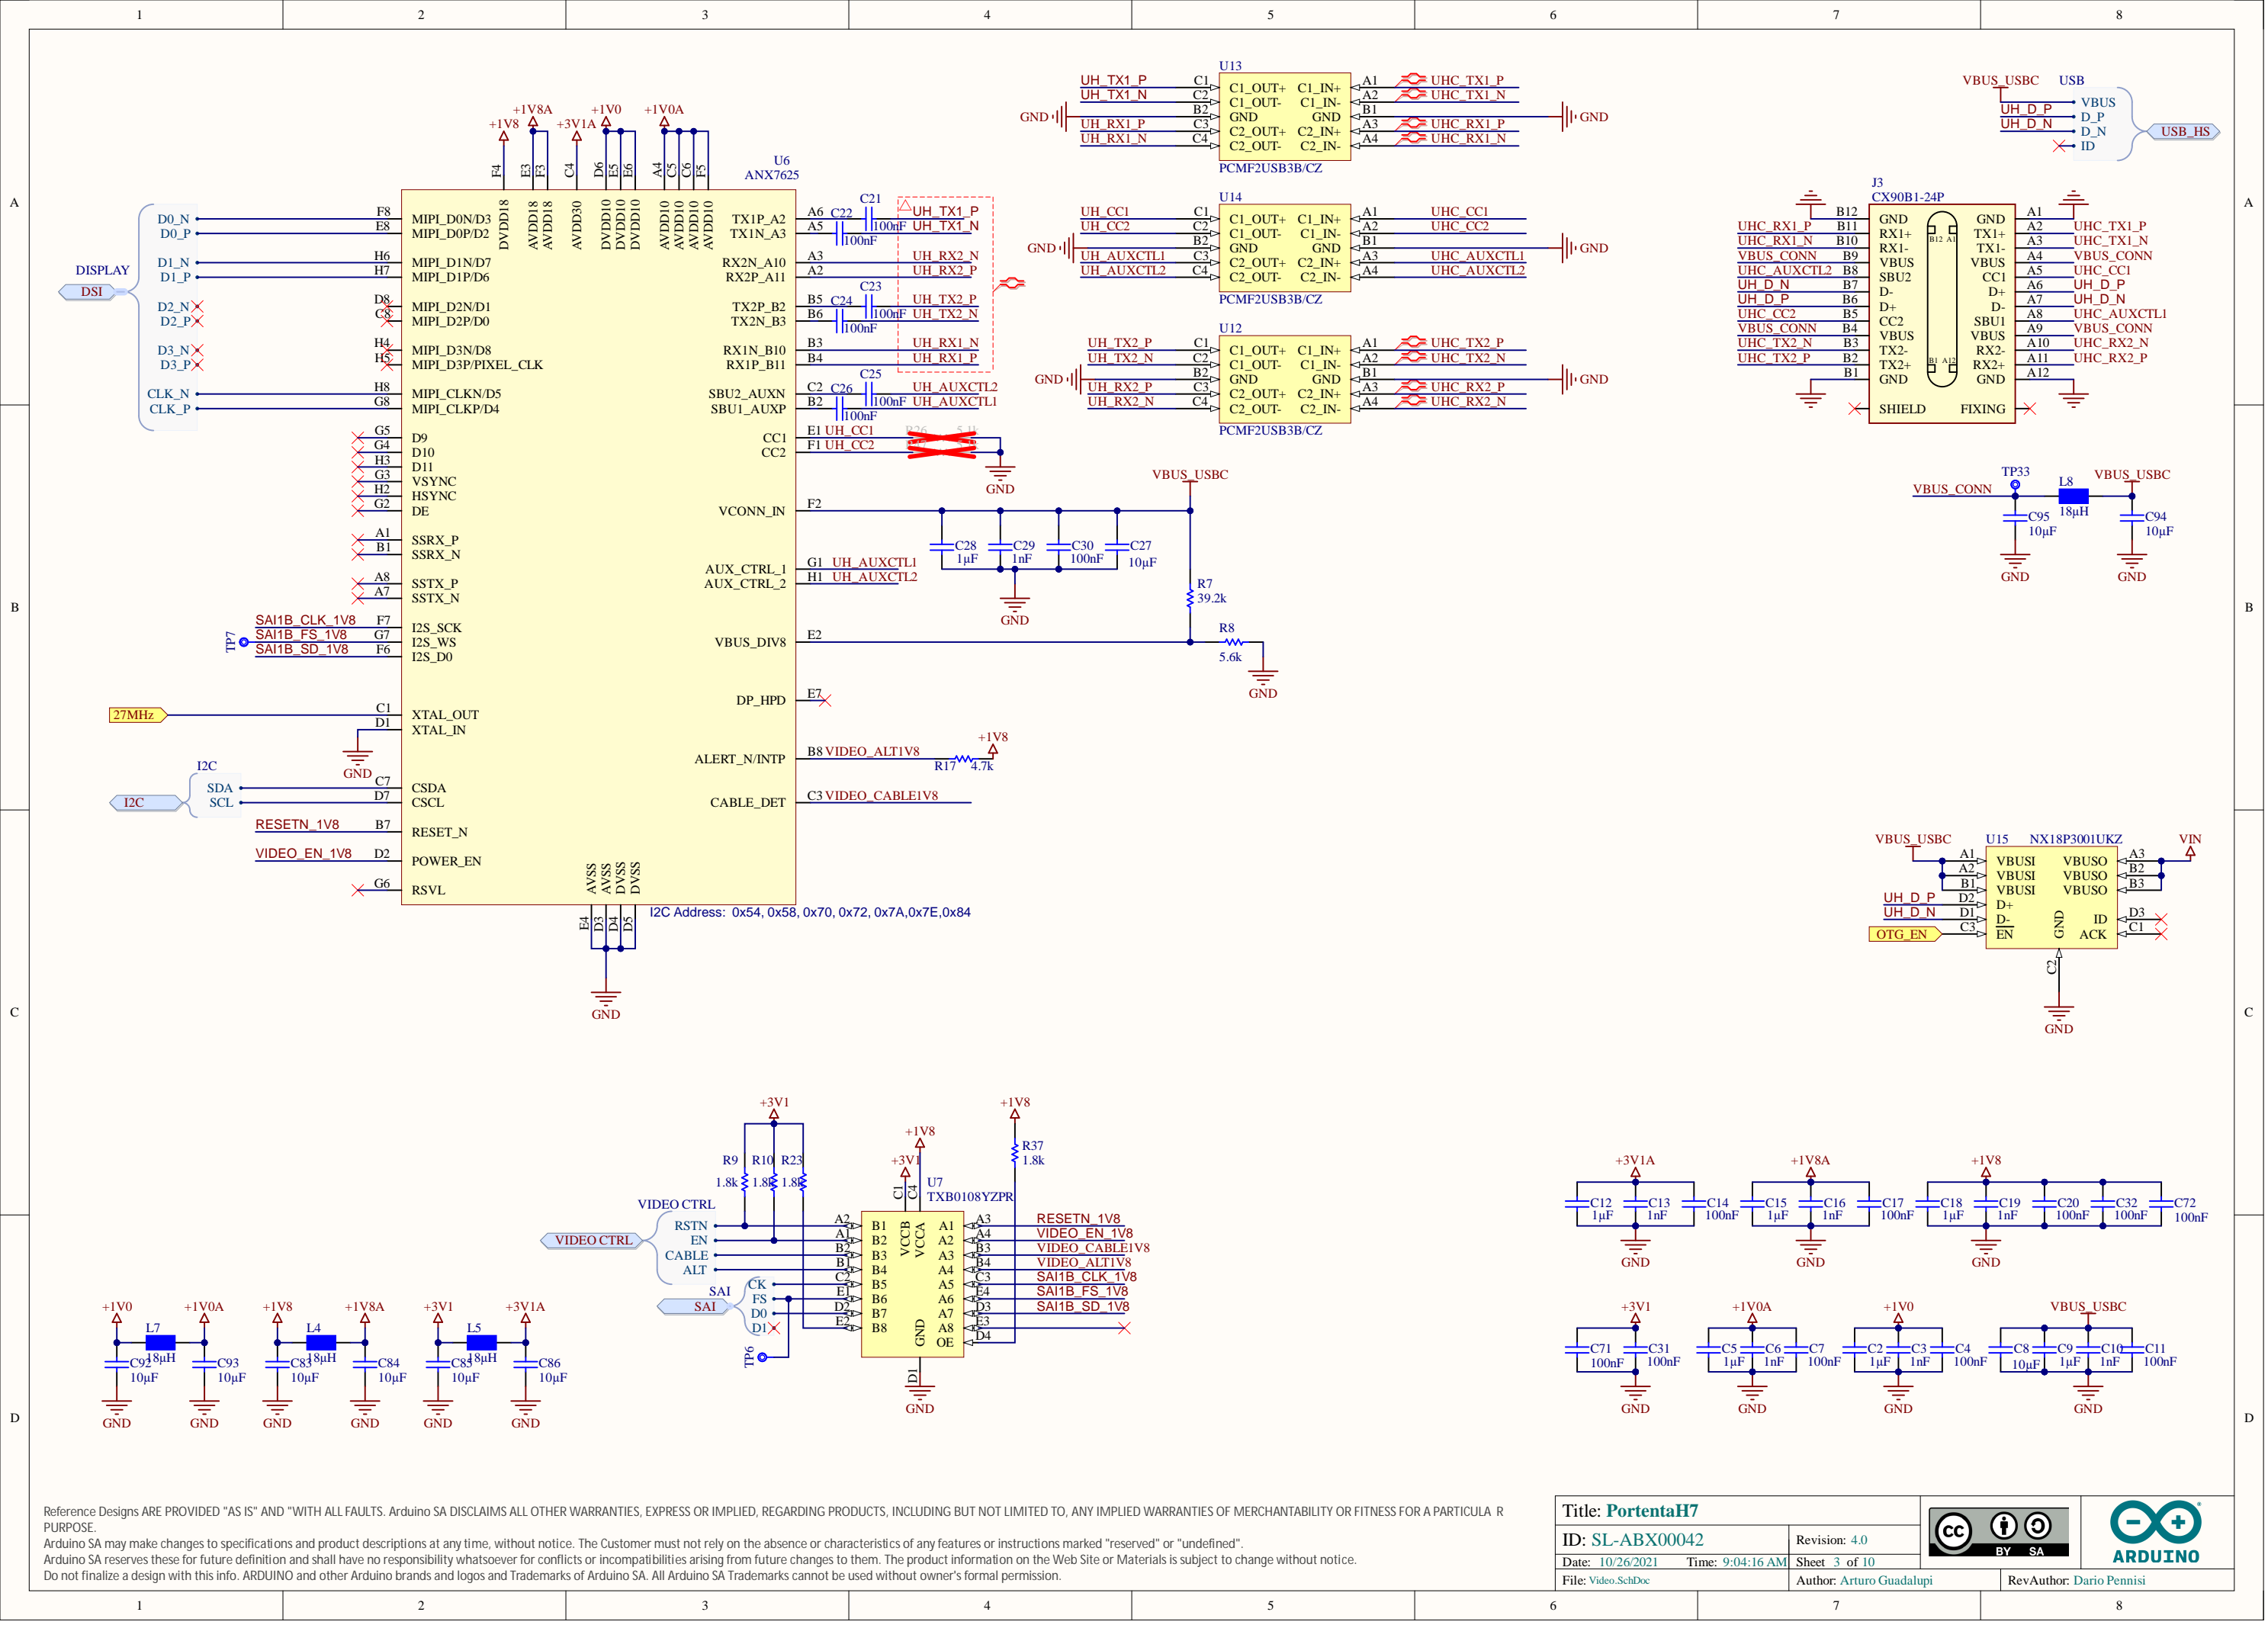 1 2 3 4 5 6 7 8
A
B
C
D
A
B
C
D
1 2 3 4 5 6 7 8
U6
ANX7625
+1V8
+1V8A
+3V1A
+1V0
+1V0A
F4 E3 F3 C4 D6 E5 E6 A4 C5 C6 F5
DVDD18 AVDD18 AVDD18 AVDD30 DVDD10 DVDD10 DVDD10 AVDD10 AVDD10 AVDD10 AVDD10
DISPLAY
DSI
D0_N F8 MIPI_D0N/D3
D0_P E8 MIPI_D0P/D2
D1_N H6 MIPI_D1N/D7
D1_P H7 MIPI_D1P/D6
D2_N D8 MIPI_D2N/D1
D2_P C8 MIPI_D2P/D0
D3_N H4 MIPI_D3N/D8
D3_P H5 MIPI_D3P/PIXEL_CLK
CLK_N H8 MIPI_CLKN/D5
CLK_P G8 MIPI_CLKP/D4
G5 D9
G4 D10
H3 D11
G3 VSYNC
H2 HSYNC
G2 DE
A1 SSRX_P
B1 SSRX_N
A8 SSTX_P
A7 SSTX_N
SAI1B_CLK_1V8 F7 I2S_SCK
TP7 SAI1B_FS_1V8 G7 I2S_WS
SAI1B_SD_1V8 F6 I2S_D0
27MHz C1 XTAL_OUT
D1 XTAL_IN
GND
I2C
I2C
SDA C7 CSDA
SCL D7 CSCL
RESETN_1V8 B7 RESET_N
VIDEO_EN_1V8 D2 POWER_EN
G6 RSVL
AVSS AVSS DVSS DVSS
E4 D3 D4 D5
GND
I2C Address: 0x54, 0x58, 0x70, 0x72, 0x7A,0x7E,0x84
TX1P_A2 A6 C22 C21 100nF UH_TX1_P
TX1N_A3 A5 100nF UH_TX1_N
RX2N_A10 A3 UH_RX2_N
RX2P_A11 A2 UH_RX2_P
TX2P_B2 B5 C24 C23 100nF UH_TX2_P
TX2N_B3 B6 100nF UH_TX2_N
RX1N_B10 B3 UH_RX1_N
RX1P_B11 B4 UH_RX1_P
SBU2_AUXN C2 C26 C25 100nF UH_AUXCTL2
SBU1_AUXP B2 100nF UH_AUXCTL1
CC1 E1 UH_CC1 R26 5.1k
CC2 F1 UH_CC2
GND
VCONN_IN F2
VBUS_USBC
C28 1µF
C29 1nF
C30 100nF
C27 10µF
GND
AUX_CTRL_1 G1 UH_AUXCTL1
AUX_CTRL_2 H1 UH_AUXCTL2
R7
39.2k
VBUS_DIV8 E2
R8
5.6k
GND
DP_HPD E7
ALERT_N/INTP B8 VIDEO_ALT1V8 R17 4.7k +1V8
CABLE_DET C3 VIDEO_CABLE1V8
U13
UH_TX1_P C1 C1_OUT+ C1_IN+ A1 UHC_TX1_P
UH_TX1_N C2 C1_OUT- C1_IN- A2 UHC_TX1_N
GND B2 GND GND B1 GND
UH_RX1_P C3 C2_OUT+ C2_IN+ A3 UHC_RX1_P
UH_RX1_N C4 C2_OUT- C2_IN- A4 UHC_RX1_N
PCMF2USB3B/CZ
U14
UH_CC1 C1 C1_OUT+ C1_IN+ A1 UHC_CC1
UH_CC2 C2 C1_OUT- C1_IN- A2 UHC_CC2
GND B2 GND GND B1 GND
UH_AUXCTL1 C3 C2_OUT+ C2_IN+ A3 UHC_AUXCTL1
UH_AUXCTL2 C4 C2_OUT- C2_IN- A4 UHC_AUXCTL2
PCMF2USB3B/CZ
U12
UH_TX2_P C1 C1_OUT+ C1_IN+ A1 UHC_TX2_P
UH_TX2_N C2 C1_OUT- C1_IN- A2 UHC_TX2_N
GND B2 GND GND B1 GND
UH_RX2_P C3 C2_OUT+ C2_IN+ A3 UHC_RX2_P
UH_RX2_N C4 C2_OUT- C2_IN- A4 UHC_RX2_N
PCMF2USB3B/CZ
VBUS_USBC USB
VBUS
UH_D_P D_P
UH_D_N D_N
ID
USB_HS
J3
CX90B1-24P
B12 GND GND A1
UHC_RX1_P B11 RX1+ TX1+ A2 UHC_TX1_P
UHC_RX1_N B10 RX1- TX1- A3 UHC_TX1_N
VBUS_CONN B9 VBUS VBUS A4 VBUS_CONN
UHC_AUXCTL2 B8 SBU2 CC1 A5 UHC_CC1
UH_D_N B7 D- D+ A6 UH_D_P
UH_D_P B6 D+ D- A7 UH_D_N
UHC_CC2 B5 CC2 SBU1 A8 UHC_AUXCTL1
VBUS_CONN B4 VBUS VBUS A9 VBUS_CONN
UHC_TX2_N B3 TX2- RX2- A10 UHC_RX2_N
UHC_TX2_P B2 TX2+ RX2+ A11 UHC_RX2_P
B1 GND GND A12
SHIELD FIXING
B12 A1
B1 A12
VBUS_CONN TP33 L8 18µH VBUS_USBC
C95 10µF
C94 10µF
GND GND
VBUS_USBC U15 NX18P3001UKZ VIN
A1 VBUSI VBUSO A3
A2 VBUSI VBUSO B2
B1 VBUSI VBUSO B3
UH_D_P D2 D+
UH_D_N D1 D- ID D3
OTG_EN C3 EN ACK C1
GND
C2
GND
+3V1
R9 1.8k
R10 1.8k
R23 1.8k
+3V1 +1V8
C1 C4
U7
TXB0108YZPR
+1V8
R37
1.8k
VIDEO CTRL
VIDEO CTRL
VCCB VCCA
RSTN A2 B1 A1 A3 RESETN_1V8
EN A1 B2 A2 A4 VIDEO_EN_1V8
CABLE B2 B3 A3 B3 VIDEO_CABLE1V8
ALT B1 B4 A4 B4 VIDEO_ALT1V8
SAI
SAI
CK C2 B5 A5 C3 SAI1B_CLK_1V8
FS E1 B6 A6 E4 SAI1B_FS_1V8
D0 D2 B7 A7 D3 SAI1B_SD_1V8
D1 E2 B8 A8 E3
OE D4
TP6
GND
D1
GND
+1V0 L7 18µH +1V0A
C92 10µF
C93 10µF
GND GND
+1V8 L4 18µH +1V8A
C83 10µF
C84 10µF
GND GND
+3V1 L5 18µH +3V1A
C85 10µF
C86 10µF
GND GND
+3V1A
C12 1µF C13 1nF C14 100nF
GND
+1V8A
C15 1µF C16 1nF C17 100nF
GND
+1V8
C18 1µF C19 1nF C20 100nF C32 100nF C72 100nF
GND
+3V1
C71 100nF C31 100nF
GND
+1V0A
C5 1µF C6 1nF C7 100nF
GND
+1V0
C2 1µF C3 1nF C4 100nF
GND
VBUS_USBC
C8 10µF C9 1µF C10 1nF C11 100nF
GND
Reference Designs ARE PROVIDED "AS IS" AND "WITH ALL FAULTS. Arduino SA DISCLAIMS ALL OTHER WARRANTIES, EXPRESS OR IMPLIED, REGARDING PRODUCTS, INCLUDING BUT NOT LIMITED TO, ANY IMPLIED WARRANTIES OF MERCHANTABILITY OR FITNESS FOR A PARTICULA R
PURPOSE.
Arduino SA may make changes to specifications and product descriptions at any time, without notice. The Customer must not rely on the absence or characteristics of any features or instructions marked "reserved" or "undefined".
Arduino SA reserves these for future definition and shall have no responsibility whatsoever for conflicts or incompatibilities arising from future changes to them. The product information on the Web Site or Materials is subject to change without notice.
Do not finalize a design with this info. ARDUINO and other Arduino brands and logos and Trademarks of Arduino SA. All Arduino SA Trademarks cannot be used without owner's formal permission.
Title: PortentaH7
ID: SL-ABX00042 Revision: 4.0
Date: 10/26/2021 Time: 9:04:16 AM Sheet 3 of 10
File: Video.SchDoc Author: Arturo Guadalupi RevAuthor: Dario Pennisi
cc BY SA
ARDUINO